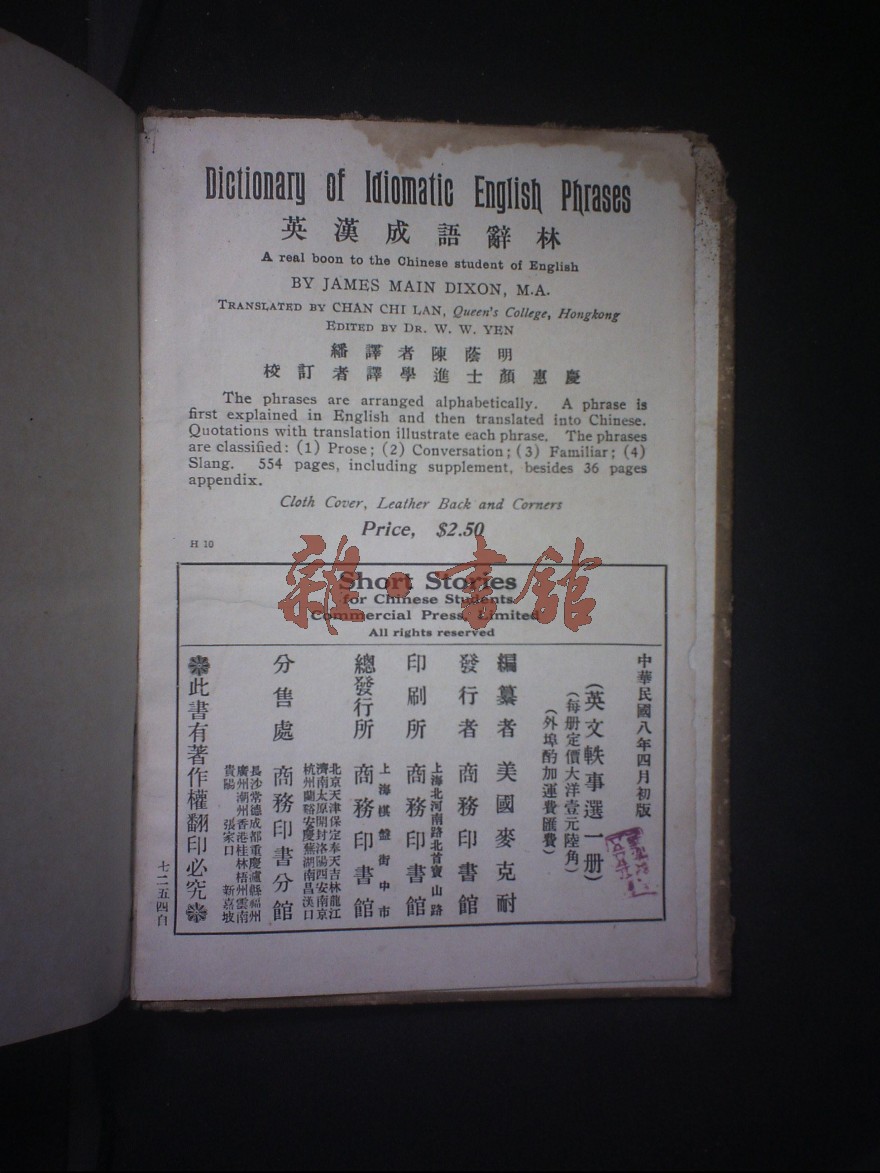 Dictionary of Idiomatic English Phrases
英漢成語辭林
A real boon to the Chinese student of English
BY JAMES MAIN DIXON, M.A.
TRANSLATED BY CHAN CHI LAN, Queen's College, Hongkong
EDITED BY DR. W. W. YEN
繙譯者陳蔭明
校訂者譯學進士顏惠慶
The phrases are arranged alphabetically. A phrase is
first explained in English and then translated into Chinese.
Quotations with translation illustrate each phrase. The phrases
are classified: (1) Prose; (2) Conversation; (3) Familiar; (4)
Slang. 554 pages, including supplement, besides 36 pages
appendix.
Cloth Cover, Leather Back and Corners
Price, $2.50
H 10
雜·書館
Short Stories
for Chinese Students
Commercial Press, Limited
All rights reserved
中華民國八年四月初版
(英文軼事選一册)
(每册定價大洋壹元陸角)
(外埠酌加運費匯費)
編纂者 美國麥克耐
發行者 商務印書館
上海北河南路北首寶山路
印刷所 商務印書館
上海棋盤街中市
總發行所 商務印書館
北京天津保定奉天吉林龍江
濟南太原開封洛陽西安南京
杭州蘭谿安慶蕪湖南昌漢口
分售處 商務印書分館
長沙常德成都重慶瀘縣福州
廣州潮州香港桂林梧州雲南
貴陽 張家口 新嘉坡
此書有著作權翻印必究
七二五四自